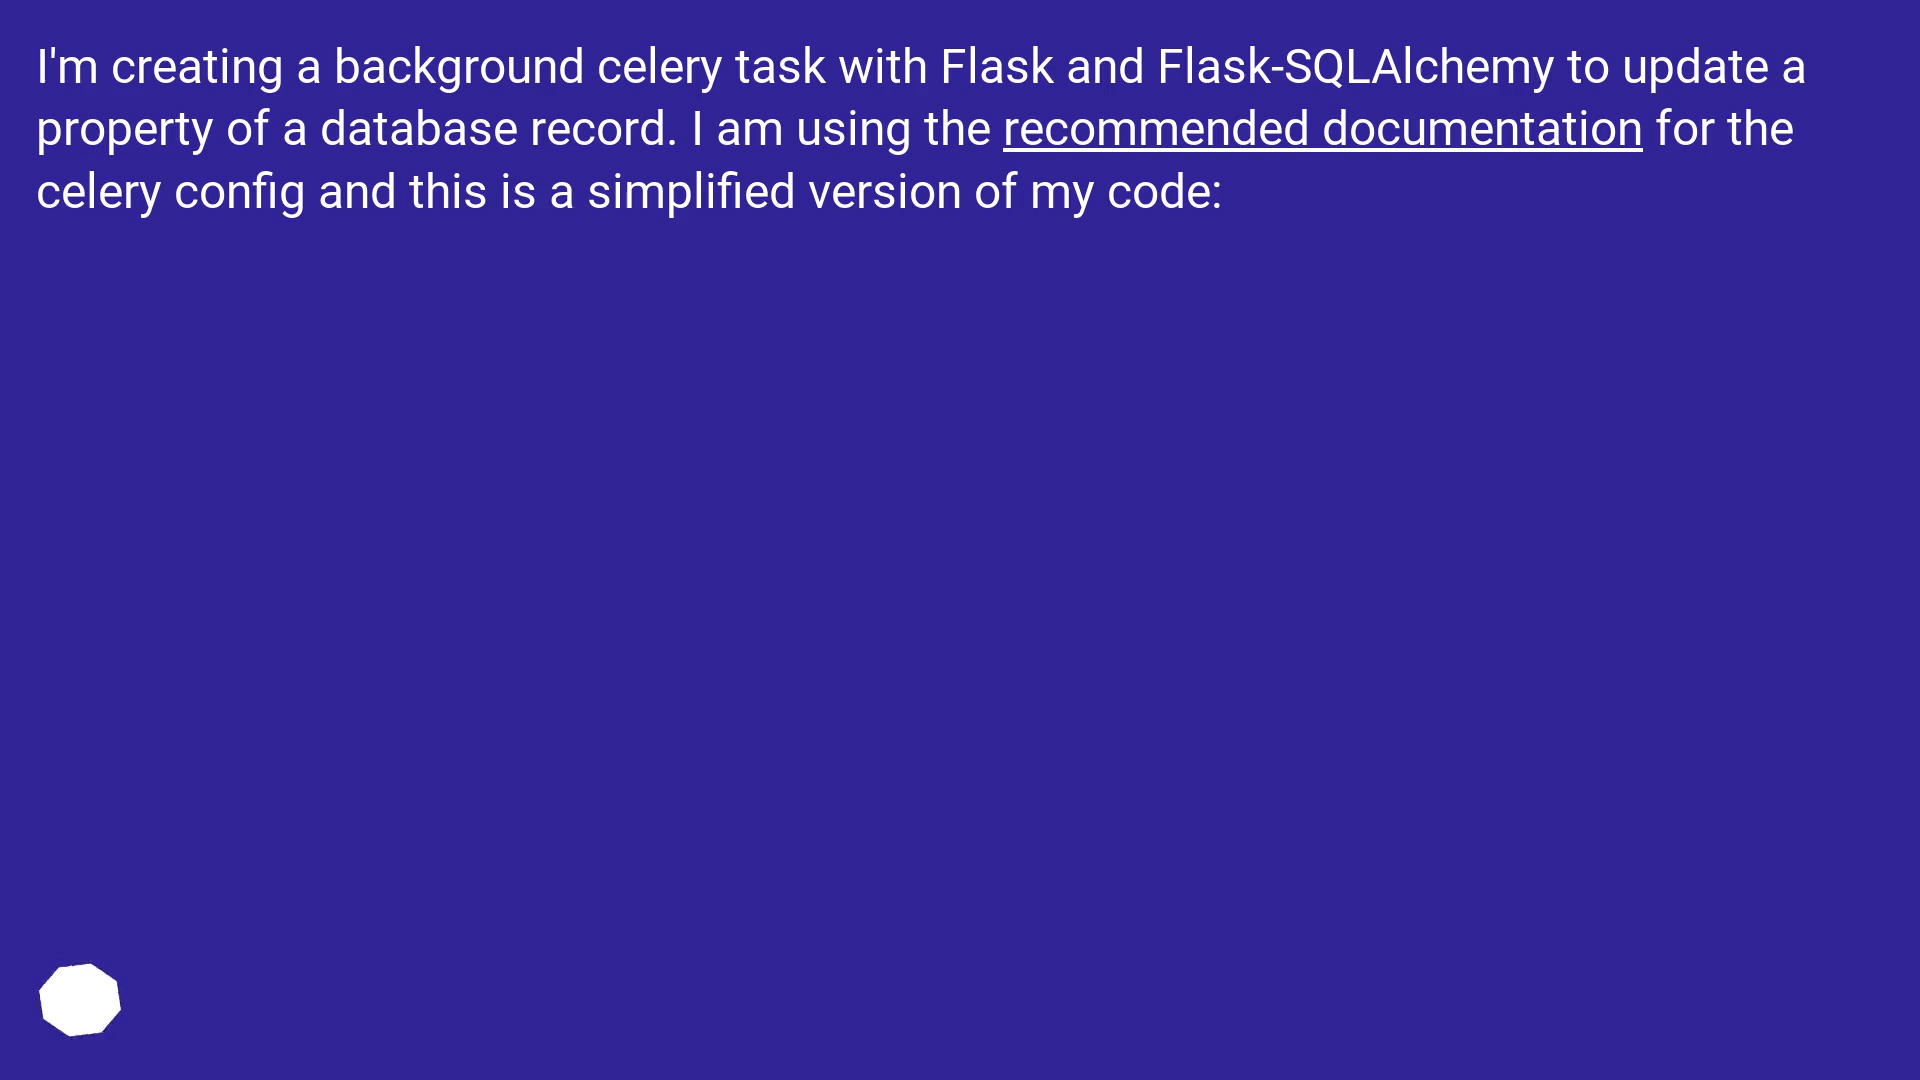 I'm creating a background celery task with Flask and Flask-SQLAlchemy to update a
property of a database record. I am using the recommended documentation for the
celery config and this is a simplified version of my code: